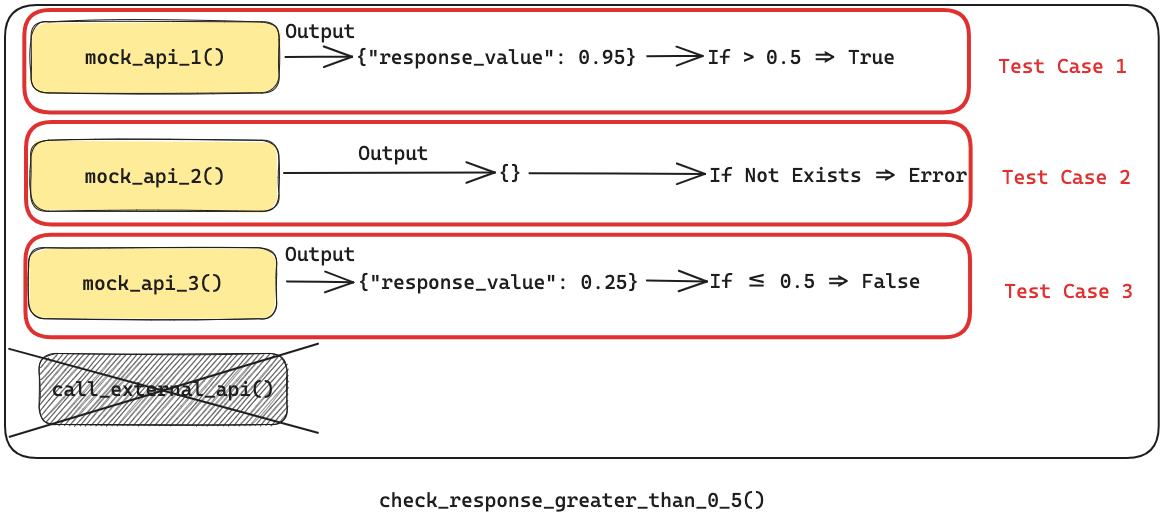 Output
mock_api_1() {"response_value": 0.95} If > 0.5 ⇒ True Test Case 1
Output
mock_api_2() {} If Not Exists ⇒ Error Test Case 2
Output
mock_api_3() {"response_value": 0.25} If ≤ 0.5 ⇒ False Test Case 3
call_external_api()
check_response_greater_than_0_5()